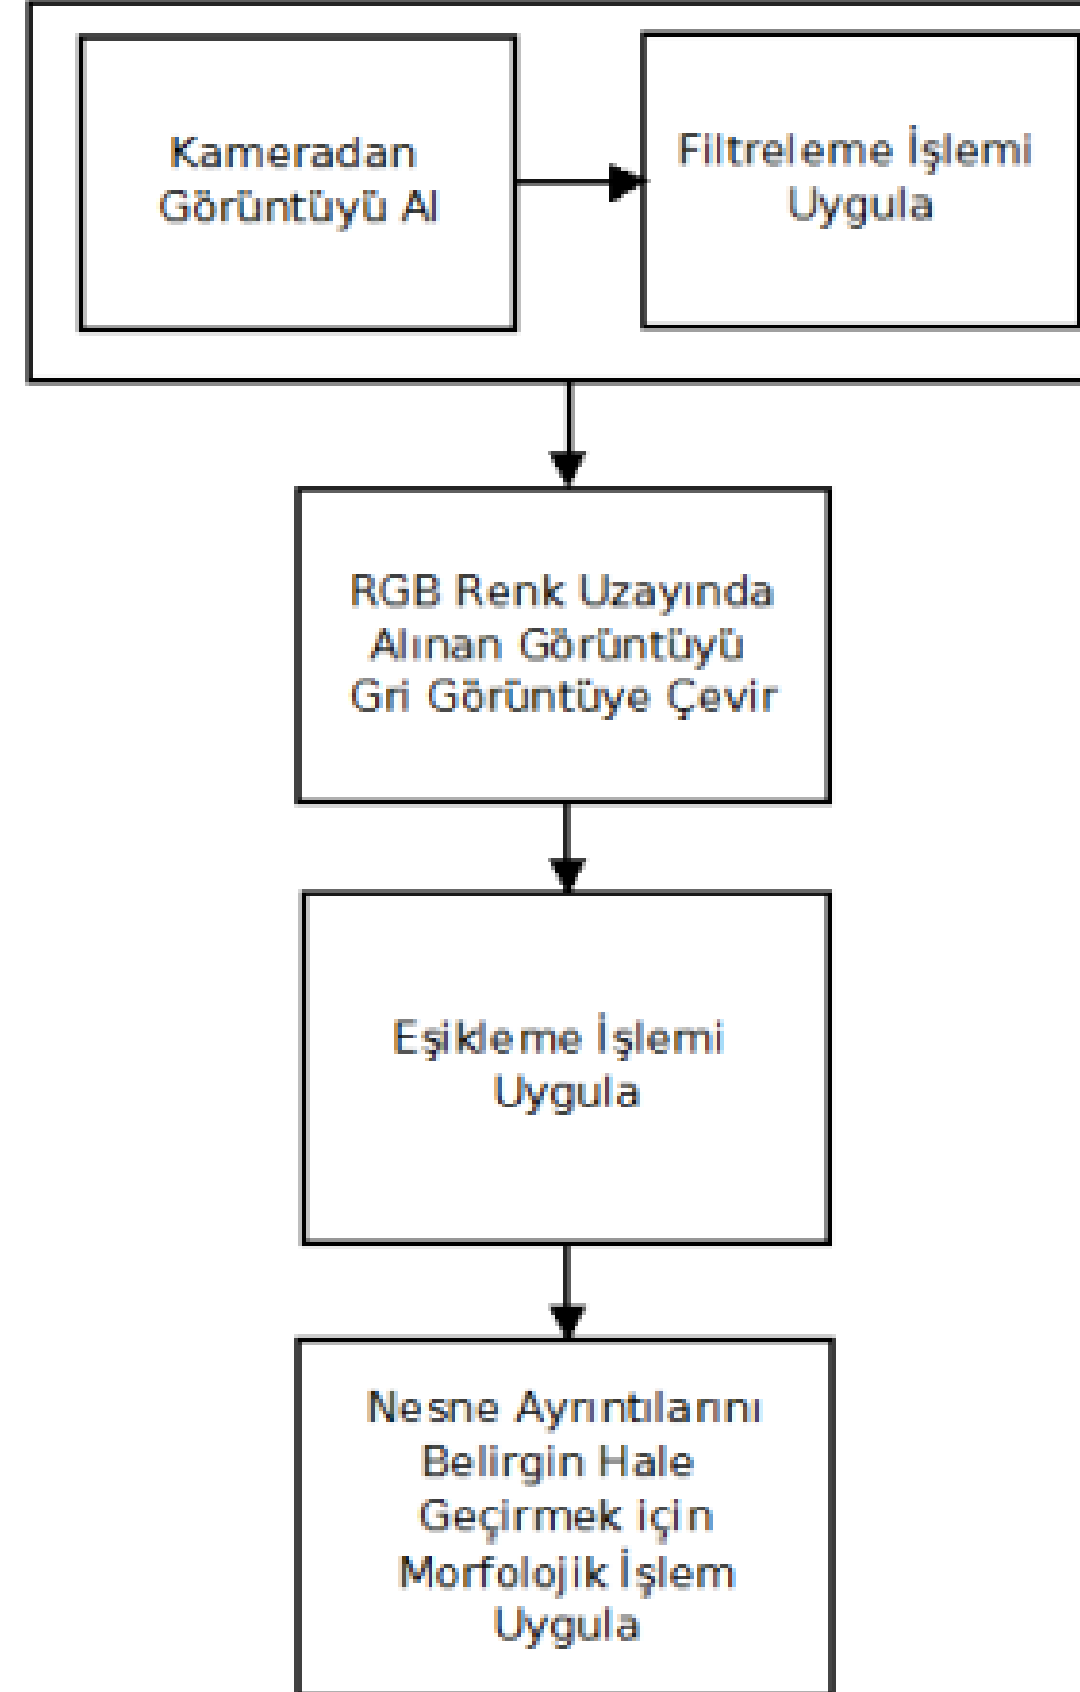 Kameradan
Görüntüyü Al
Filtreleme İşlemi
Uygula
RGB Renk Uzayında
Alınan Görüntüyü
Gri Görüntüye Çevir
Eşikleme İşlemi
Uygula
Nesne Ayrıntılarını
Belirgin Hale
Geçirmek için
Morfolojik İşlem
Uygula